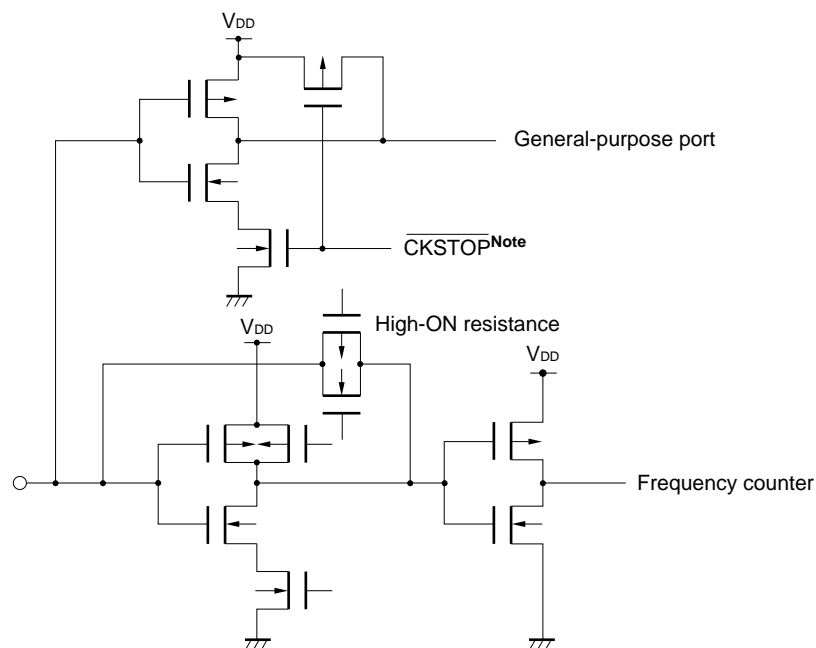 VDD
General-purpose port
CKSTOPNote
High-ON resistance
VDD
VDD
Frequency counter